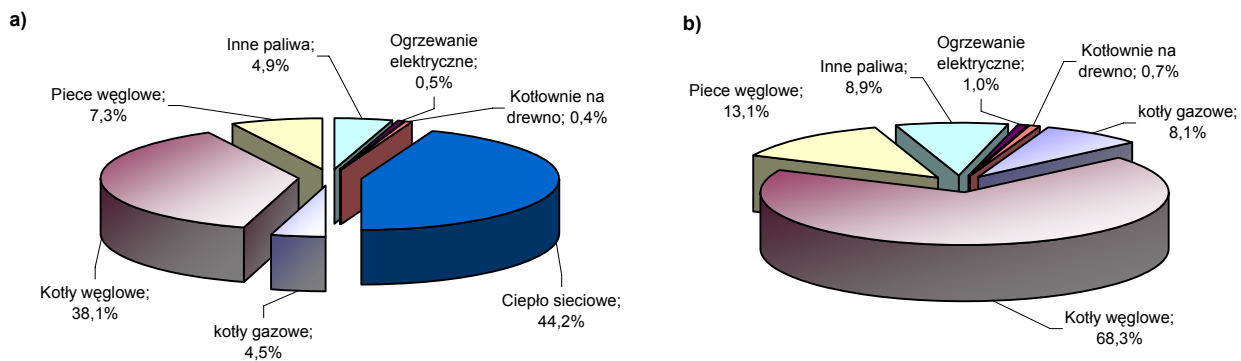 a)
Inne paliwa;
4,9%
Ogrzewanie
elektryczne;
0,5%
Kotłownie na
drewno; 0,4%
Piece węglowe;
7,3%
Kotły węglowe;
38,1%
kotły gazowe;
4,5%
Ciepło sieciowe;
44,2%
b)
Ogrzewanie
elektryczne;
1,0%
Kotłownie na
drewno; 0,7%
Inne paliwa;
8,9%
Piece węglowe;
13,1%
kotły gazowe;
8,1%
Kotły węglowe;
68,3%